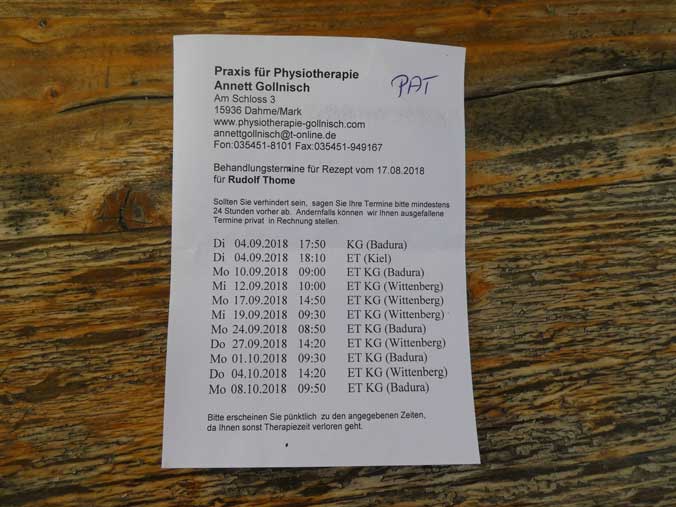 Praxis für Physiotherapie
Annett Gollnisch
PAT
Am Schloss 3
15936 Dahme/Mark
www.physiotherapie-gollnisch.com
annettgollnisch@t-online.de
Fon:035451-8101 Fax:035451-949167
Behandlungstermine für Rezept vom 17.08.2018
für Rudolf Thome
Sollten Sie verhindert sein, sagen Sie Ihre Termine bitte mindestens
24 Stunden vorher ab. Andernfalls können wir Ihnen ausgefallene
Termine privat in Rechnung stellen.
Di 04.09.2018 17:50 KG (Badura)
Di 04.09.2018 18:10 ET (Kiel)
Mo 10.09.2018 09:00 ET KG (Badura)
Mi 12.09.2018 10:00 ET KG (Wittenberg)
Mo 17.09.2018 14:50 ET KG (Wittenberg)
Mi 19.09.2018 09:30 ET KG (Wittenberg)
Mo 24.09.2018 08:50 ET KG (Badura)
Do 27.09.2018 14:20 ET KG (Wittenberg)
Mo 01.10.2018 09:30 ET KG (Badura)
Do 04.10.2018 14:20 ET KG (Wittenberg)
Mo 08.10.2018 09:50 ET KG (Badura)
Bitte erscheinen Sie pünktlich zu den angegebenen Zeiten,
da Ihnen sonst Therapiezeit verloren geht.